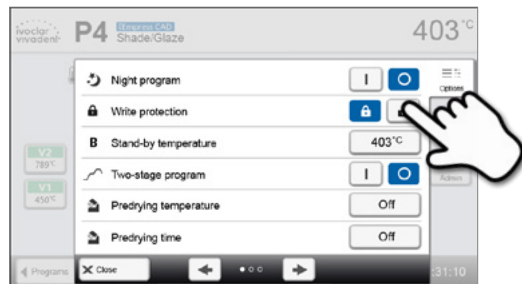 ivoclar
vivadent
P4
IPS Empress CAD
Shade/Glaze
403°C
Night program
I
Options
Write protection
B Stand-by temperature
403°C
V2
789°C
Two-stage program
I
Admin
V1
450°C
Predrying temperature
Off
Predrying time
Off
Programs
Close
:31:10